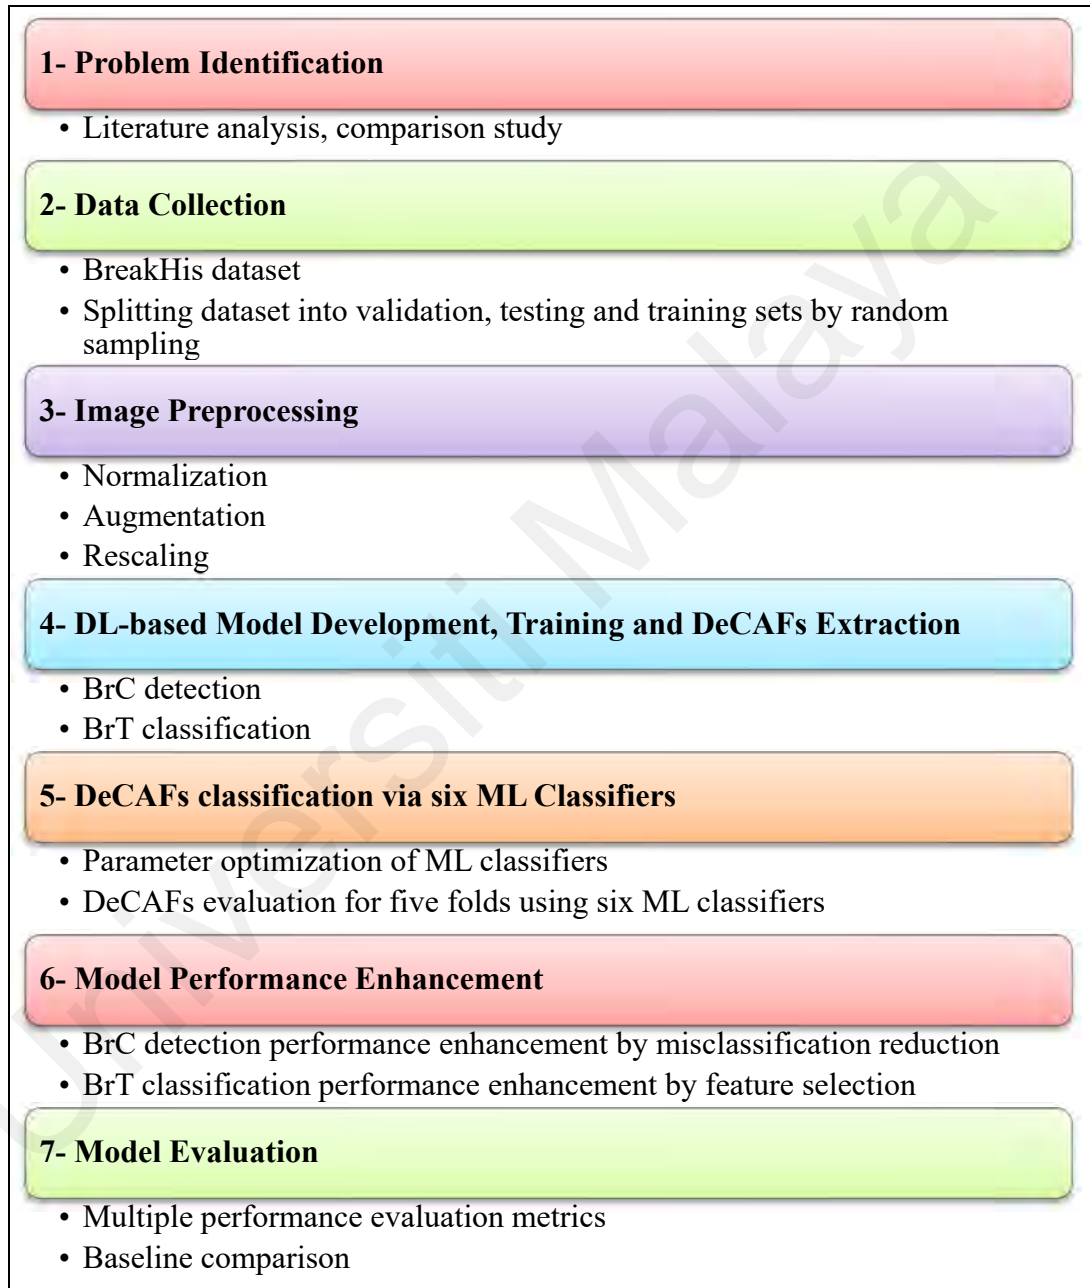 1- Problem Identification
• Literature analysis, comparison study
2- Data Collection
• BreakHis dataset
• Splitting dataset into validation, testing and training sets by random
sampling
3- Image Preprocessing
• Normalization
• Augmentation
• Rescaling
4- DL-based Model Development, Training and DeCAFs Extraction
• BrC detection
• BrT classification
5- DeCAFs classification via six ML Classifiers
• Parameter optimization of ML classifiers
• DeCAFs evaluation for five folds using six ML classifiers
6- Model Performance Enhancement
• BrC detection performance enhancement by misclassification reduction
• BrT classification performance enhancement by feature selection
7- Model Evaluation
• Multiple performance evaluation metrics
• Baseline comparison
Universiti Malaya